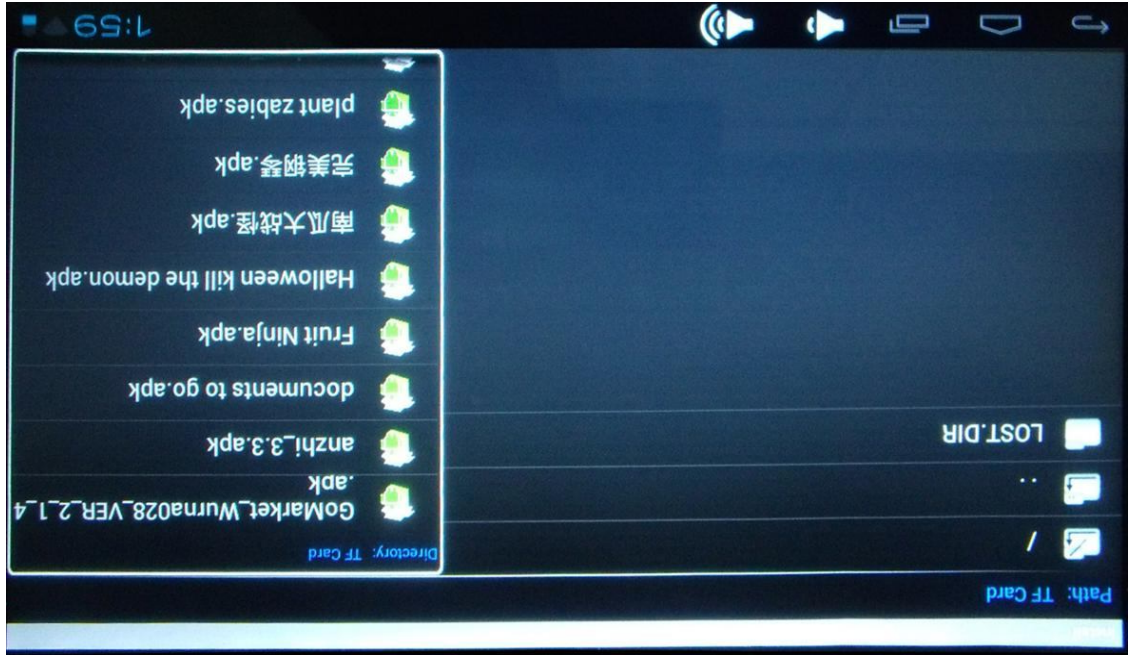 Path: TF Card
/
..
LOST.DIR
Directory: TF Card
GoMarket_Wurna028_VER_2_1_4
.apk
anzhi_3.3.apk
documents to go.apk
Fruit Ninja.apk
Halloween kill the demon.apk
南瓜大战怪.apk
完美钢琴.apk
plant zabies.apk
1:59